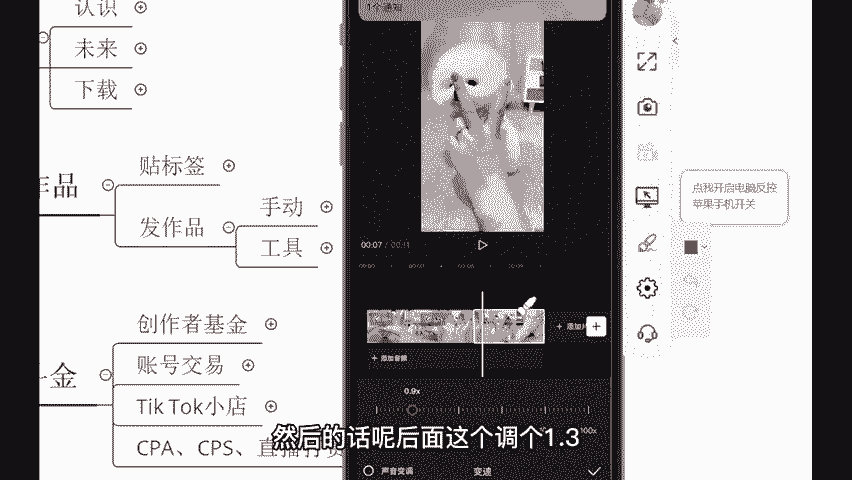 认识
未来
下载
作品
贴标签
发作品
手动
工具
创作者基金
账号交易
Tik Tok小店
CPA、CPS、直播打赏
金
1个通知
00:07 / 00:11
+ 添加音频
0.9x
100x
声音变调
变速
点我开启电脑反控
苹果手机开关
然后的话呢后面这个调个1.3